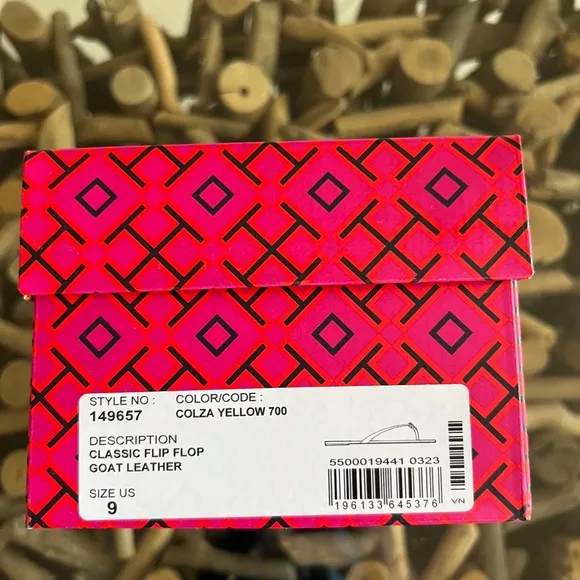 STYLE NO : COLOR/CODE :
149657 COLZA YELLOW 700
DESCRIPTION
CLASSIC FLIP FLOP
GOAT LEATHER
5500019441 0323
SIZE US
9
196133 645376
VN